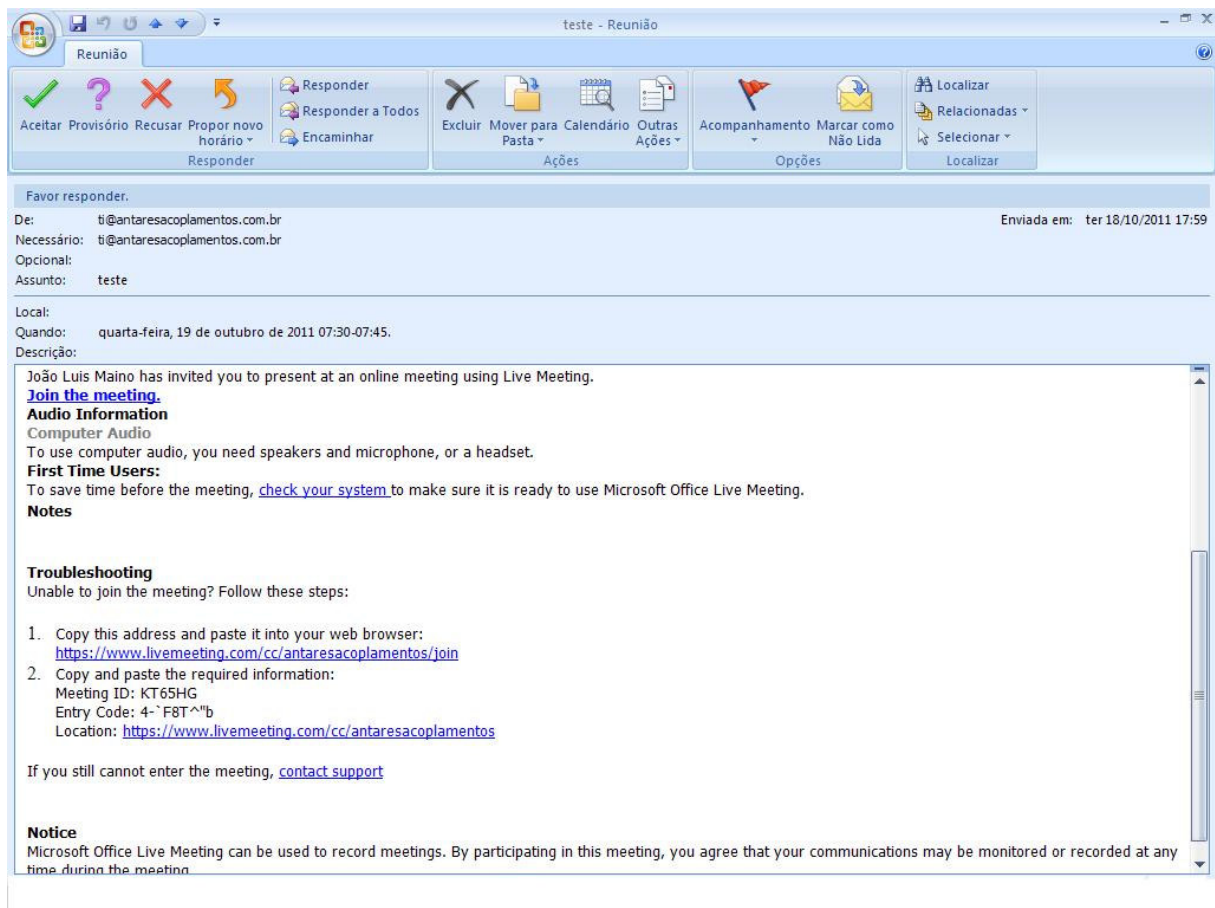 teste - Reunião
Reunião
Aceitar
Provisório
Recusar
Propor novo
horário
Responder
Responder a Todos
Encaminhar
Responder
Excluir
Mover para
Pasta
Calendário
Outras
Ações
Ações
Acompanhamento
Marcar como
Não Lida
Opções
Localizar
Relacionadas
Selecionar
Localizar
Favor responder.
De: ti@antaresacoplamentos.com.br Enviada em: ter 18/10/2011 17:59
Necessário: ti@antaresacoplamentos.com.br
Opcional:
Assunto: teste
Local:
Quando: quarta-feira, 19 de outubro de 2011 07:30-07:45.
Descrição:
João Luis Maino has invited you to present at an online meeting using Live Meeting.
Join the meeting.
Audio Information
Computer Audio
To use computer audio, you need speakers and microphone, or a headset.
First Time Users:
To save time before the meeting, check your system to make sure it is ready to use Microsoft Office Live Meeting.
Notes
Troubleshooting
Unable to join the meeting? Follow these steps:
1. Copy this address and paste it into your web browser:
https://www.livemeeting.com/cc/antaresacoplamentos/join
2. Copy and paste the required information:
Meeting ID: KT65HG
Entry Code: 4-`F8T^"b
Location: https://www.livemeeting.com/cc/antaresacoplamentos
If you still cannot enter the meeting, contact support
Notice
Microsoft Office Live Meeting can be used to record meetings. By participating in this meeting, you agree that your communications may be monitored or recorded at any
time during the meeting